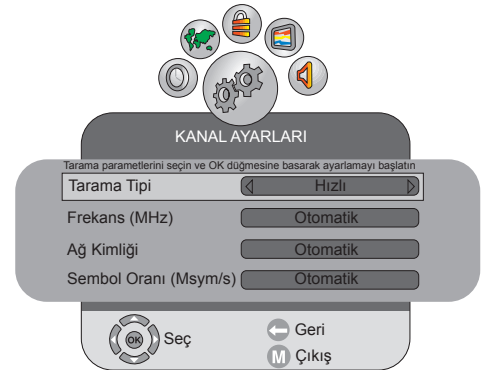 KANAL AYARLARI
Tarama parametrlerini seçin ve OK düğmesine basarak ayarlamayı başlatın
Tarama Tipi Hızlı
Frekans (MHz) Otomatik
Ağ Kimliği Otomatik
Sembol Oranı (Msym/s) Otomatik
OK Seç
Geri
M Çıkış